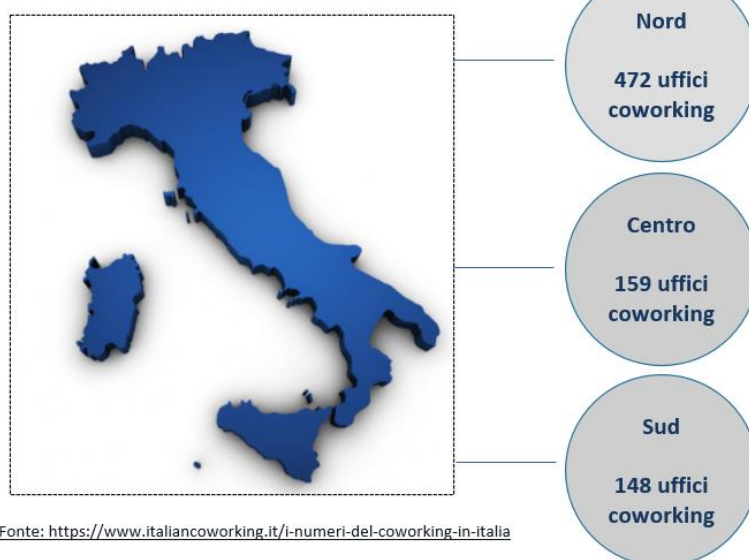 Nord
472 uffici
coworking
Centro
159 uffici
coworking
Sud
148 uffici
coworking
Fonte: https://www.italiancoworking.it/i-numeri-del-coworking-in-italia